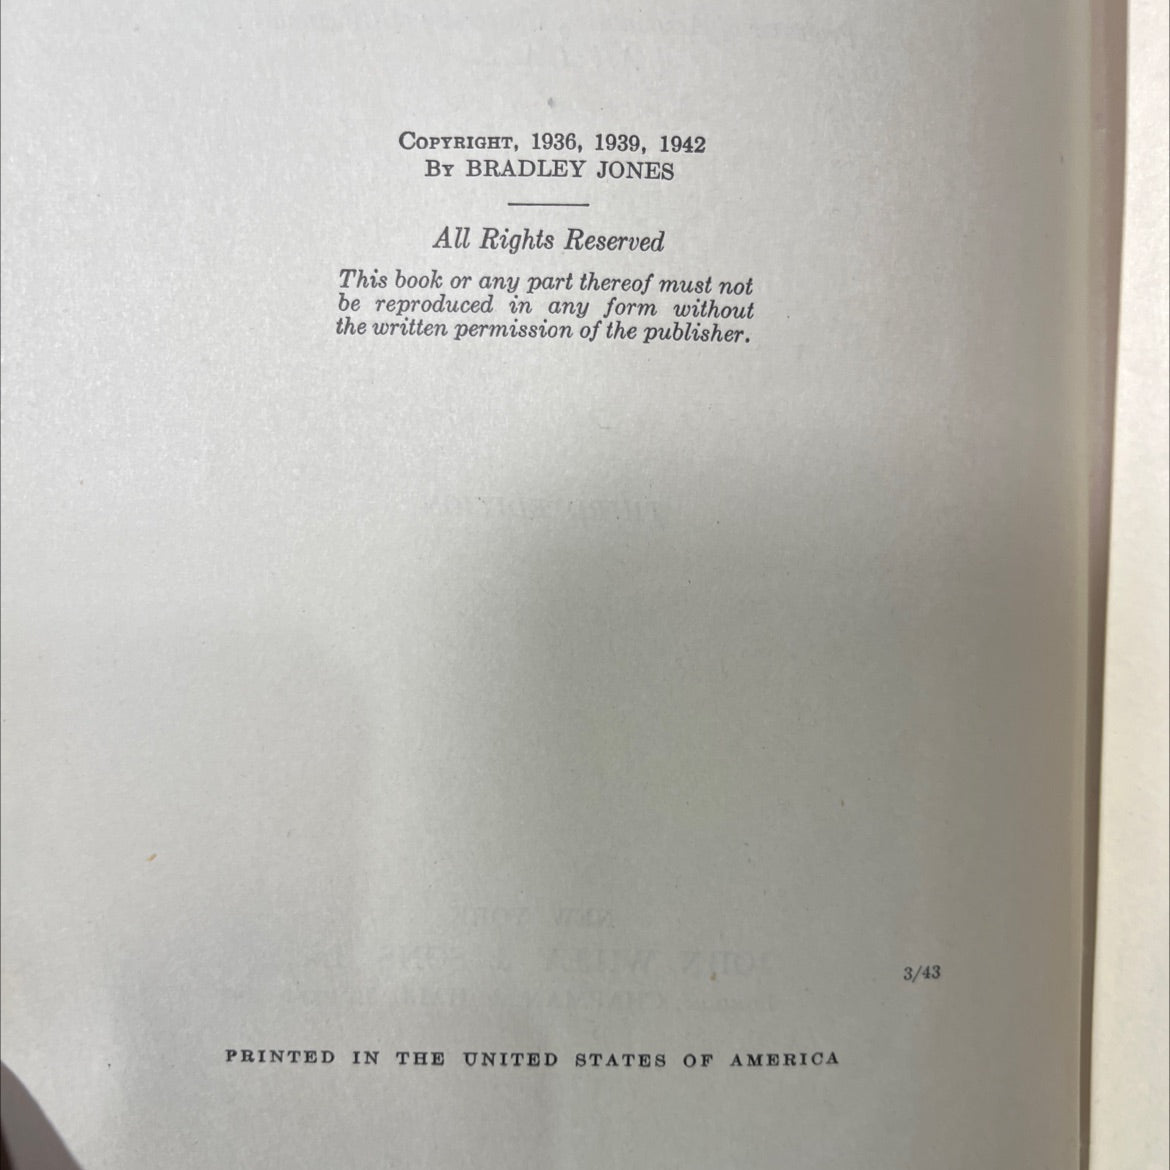 COPYRIGHT, 1936, 1939, 1942
BY BRADLEY JONES
All Rights Reserved
This book or any part thereof must not
be reproduced in any form without
the written permission of the publisher.
3/43
PRINTED IN THE UNITED STATES OF AMERICA